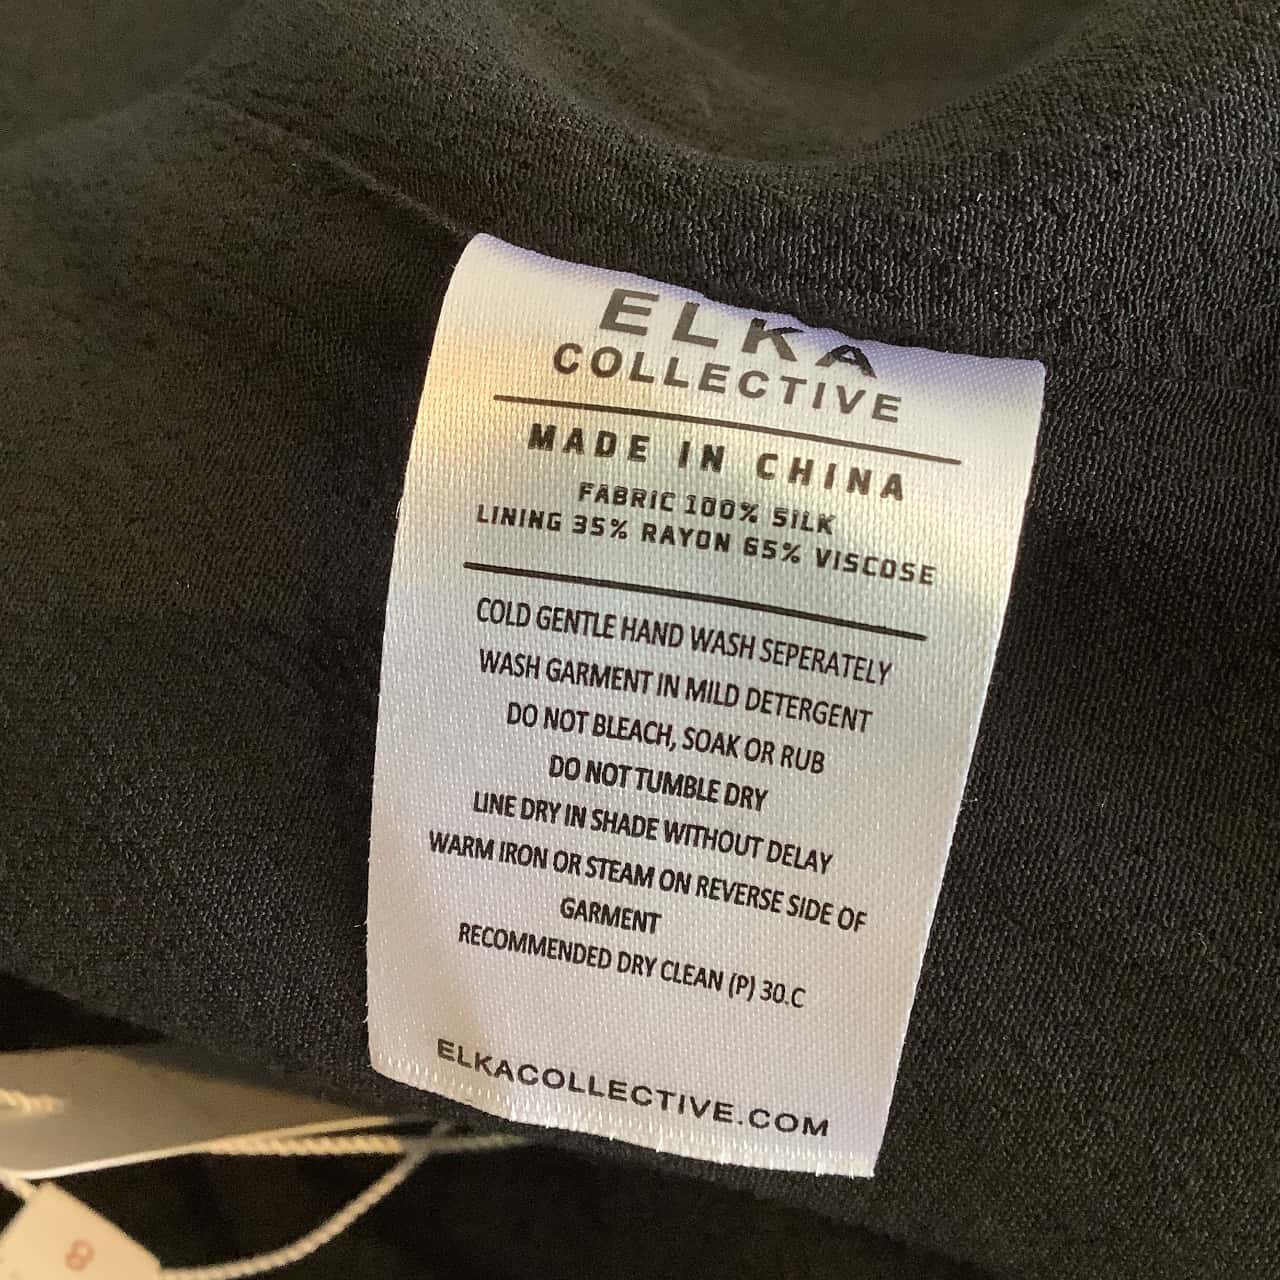 ELKA
COLLECTIVE
MADE IN CHINA
FABRIC 100% SILK
LINING 35% RAYON 65% VISCOSE
COLD GENTLE HAND WASH SEPERATELY
WASH GARMENT IN MILD DETERGENT
DO NOT BLEACH, SOAK OR RUB
DO NOT TUMBLE DRY
LINE DRY IN SHADE WITHOUT DELAY
WARM IRON OR STEAM ON REVERSE SIDE OF
GARMENT
RECOMMENDED DRY CLEAN (P) 30.C
ELKACOLLECTIVE.COM
8